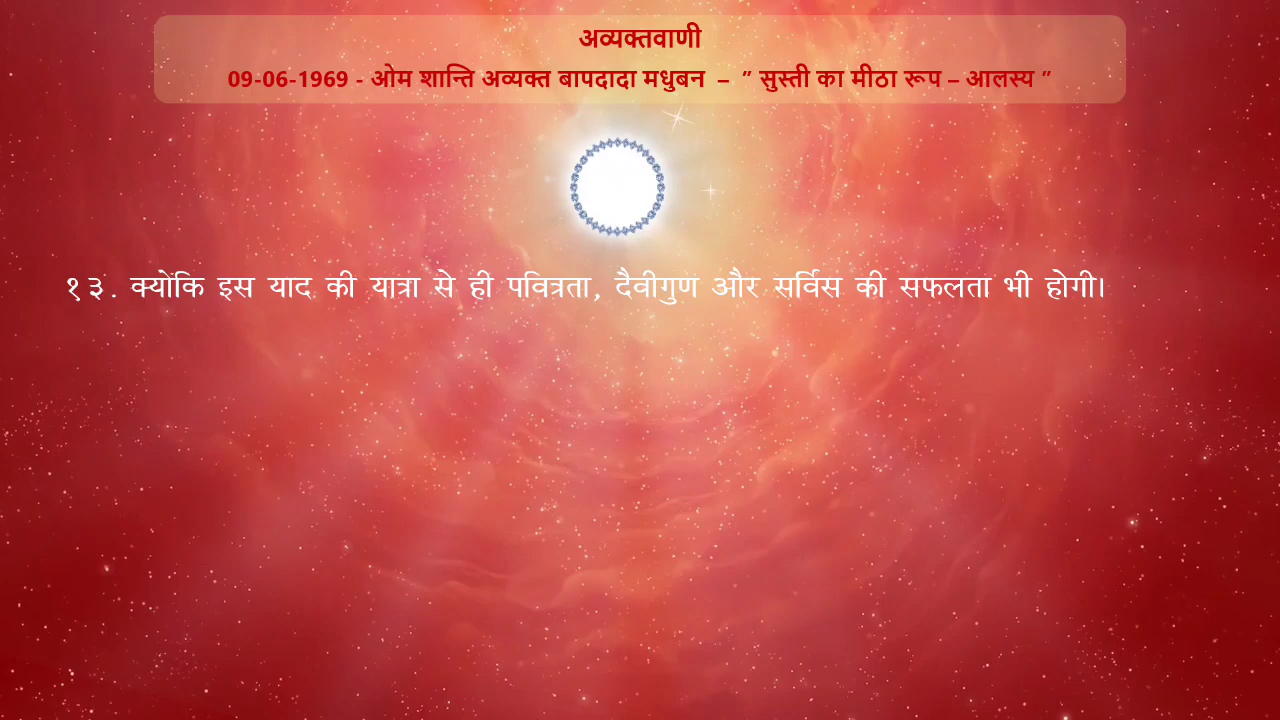 अव्यक्तवाणी
09-06-1969 - ओम शान्ति अव्यक्त बापदादा मधुबन – ” सुस्ती का मीठा रूप – आलस्य ”
१३. क्योंकि इस याद की यात्रा से ही पवित्रता, दैवीगुण और सर्विस की सफलता भी होगी।